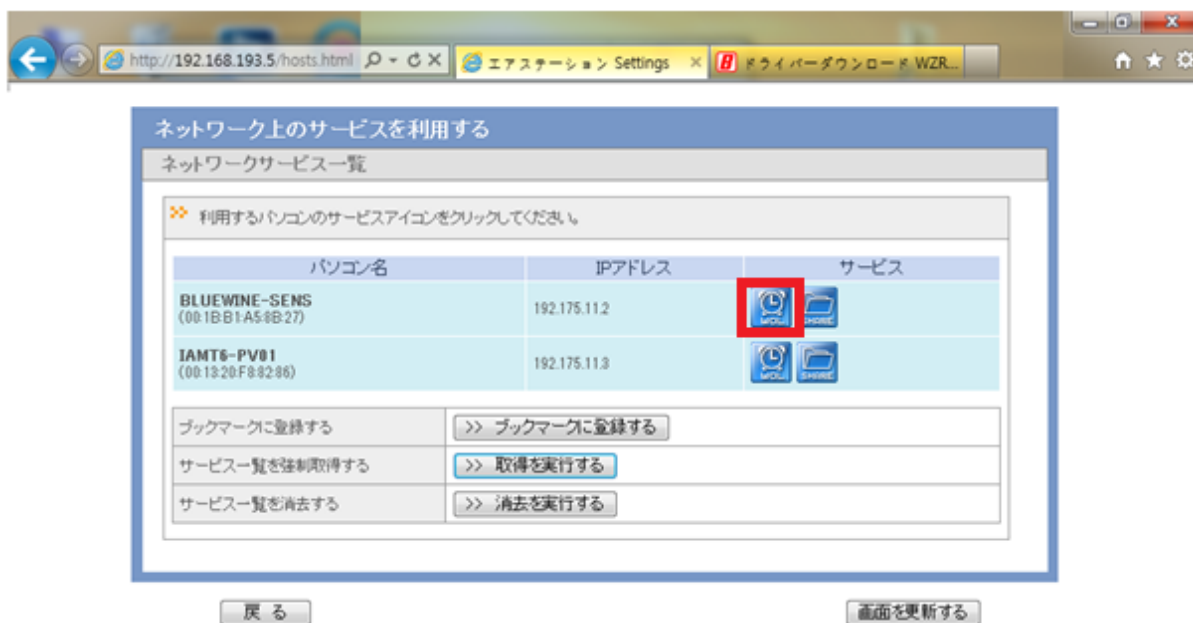 http://192.168.193.5/hosts.html
エアステーション Settings
ドライバーダウンロード WZR...
ネットワーク上のサービスを利用する
ネットワークサービス一覧
利用するパソコンのサービスアイコンをクリックしてください。
パソコン名 IPアドレス サービス
BLUEWINE-SENS
(00:1B:B1:A5:8B:27)
192.175.11.2
WOL SHARE
IAMT6-PV01
(00:13:20:F8:82:86)
192.175.11.3
WOL SHARE
ブックマークに登録する >> ブックマークに登録する
サービス一覧を強制取得する >> 取得を実行する
サービス一覧を消去する >> 消去を実行する
戻る 画面を更新する